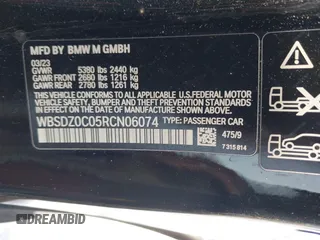 MFD BY BMW M GMBH
03/23
GVWR 5380 lbs 2440 kg
GAWR FRONT 2660 lbs 1216 kg
GAWR REAR 2780 lbs 1261 kg
THIS VEHICLE CONFORMS TO ALL APPLICABLE U.S. FEDERAL MOTOR VEHICLE SAFETY, BUMPER, AND THEFT PREVENTION STANDARDS IN EFFECT ON THE DATE OF MANUFACTURE SHOWN ABOVE.
WBSDZ0C05RCN06074 TYPE: PASSENGER CAR
475/9
7 315 814
DREAMBID